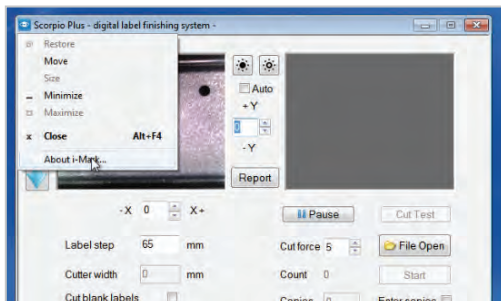 Scorpio Plus - digital label finishing system -
Restore
Move
Size
Minimize
Maximize
x Close Alt+F4
About i-Mark...
Auto
+ Y
0
- Y
Report
- X 0 X +
Pause
Cut Test
Label step 65 mm
Cut force 5
File Open
Cutter width 0 mm
Count 0
Start
Cut blank labels
Copies 0
Enter copies